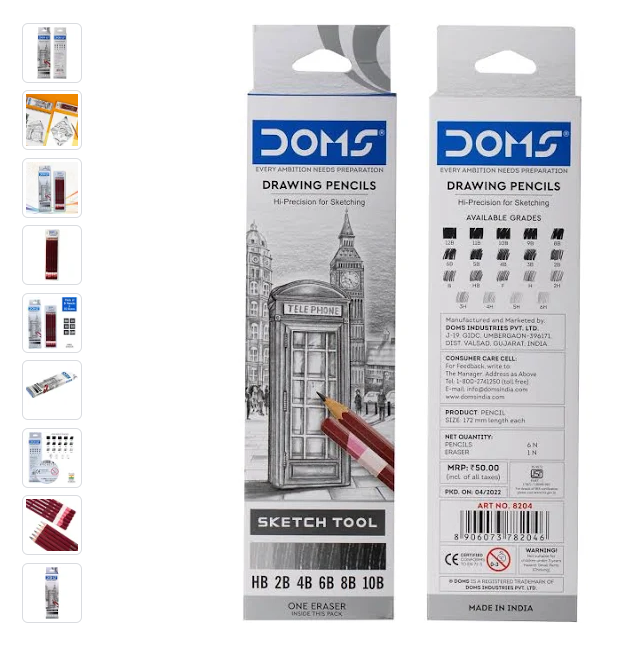 DOMS®
EVERY AMBITION NEEDS PREPARATION
DRAWING PENCILS
Hi-Precision for Sketching
TELEPHONE
SKETCH TOOL
HB 2B 4B 6B 8B 10B
ONE ERASER
INSIDE THIS PACK
DOMS®
EVERY AMBITION NEEDS PREPARATION
DRAWING PENCILS
Hi-Precision for Sketching
AVAILABLE GRADES
12B 11B 10B 9B 8B
6B 5B 4B 3B 2B
B HB F H 2H
3H 4H 5H 6H
Manufactured and Marketed by:
DOMS INDUSTRIES PVT. LTD.
J-19, GIDC, UMBERGAON-396171,
DIST. VALSAD, GUJARAT, INDIA.
CONSUMER CARE CELL:
For Feedback, write to:
The Manager, Address as Above
Tel: 1-800-2741250 (toll free)
E-mail: info@domsindia.com
www.domsindia.com
PRODUCT: PENCIL
SIZE: 172 mm length each
NET QUANTITY:
PENCILS 6 N
ERASER 1 N
MRP: ₹50.00
(incl. of all taxes)
PKD. ON: 04/2022
ART NO. 8204
8 906073 782046
CE CERTIFIED
0-3
WARNING!
® DOMS IS A REGISTERED TRADEMARK OF
DOMS INDUSTRIES PVT. LTD.
MADE IN INDIA